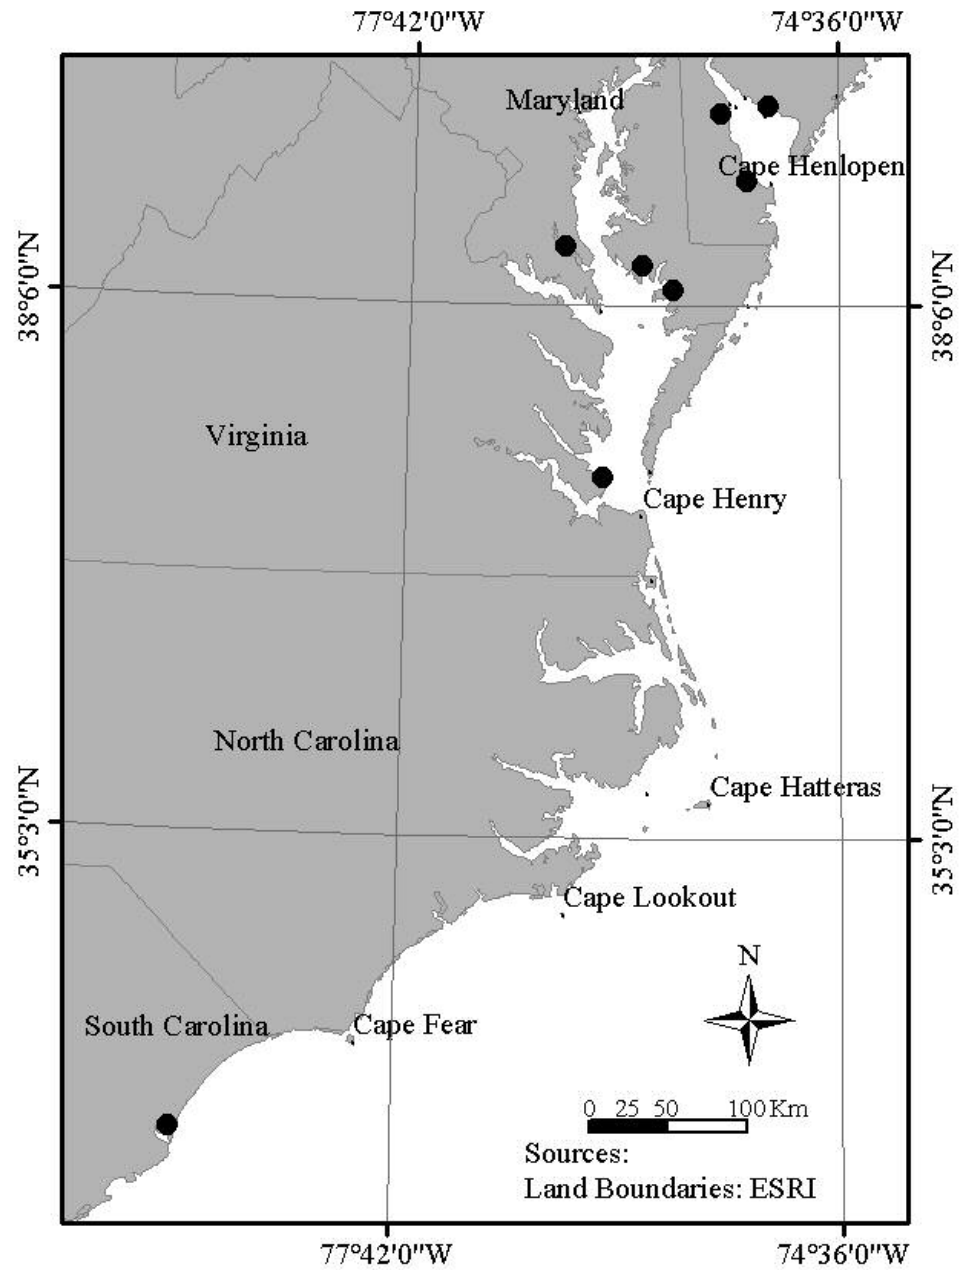 77°42'0"W 74°36'0"W
Maryland
Cape Henlopen
38°6'0"N 38°6'0"N
Virginia
Cape Henry
North Carolina
Cape Hatteras
35°3'0"N 35°3'0"N
Cape Lookout
N
South Carolina Cape Fear
0 25 50 100 Km
Sources:
Land Boundaries: ESRI
77°42'0"W 74°36'0"W